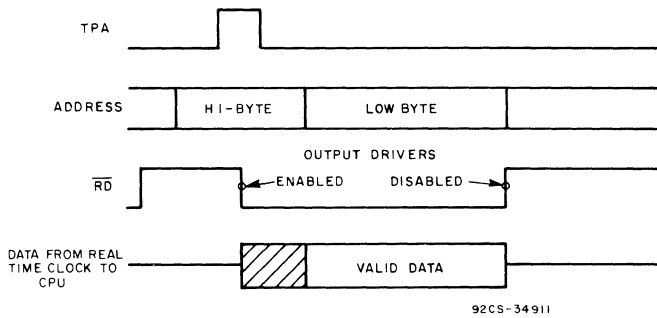 TPA
ADDRESS
HI-BYTE
LOW BYTE
OUTPUT DRIVERS
RD
ENABLED
DISABLED
DATA FROM REAL
TIME CLOCK TO
CPU
VALID DATA
92CS-34911